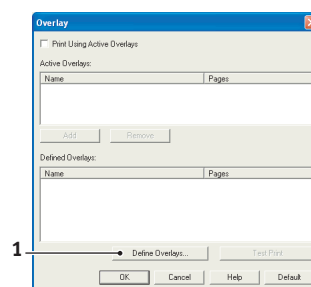 Overlay
Print Using Active Overlays
Active Overlays:
Name Pages
Add Remove
Defined Overlays:
Name Pages
1 Define Overlays... Test Print
OK Cancel Help Default